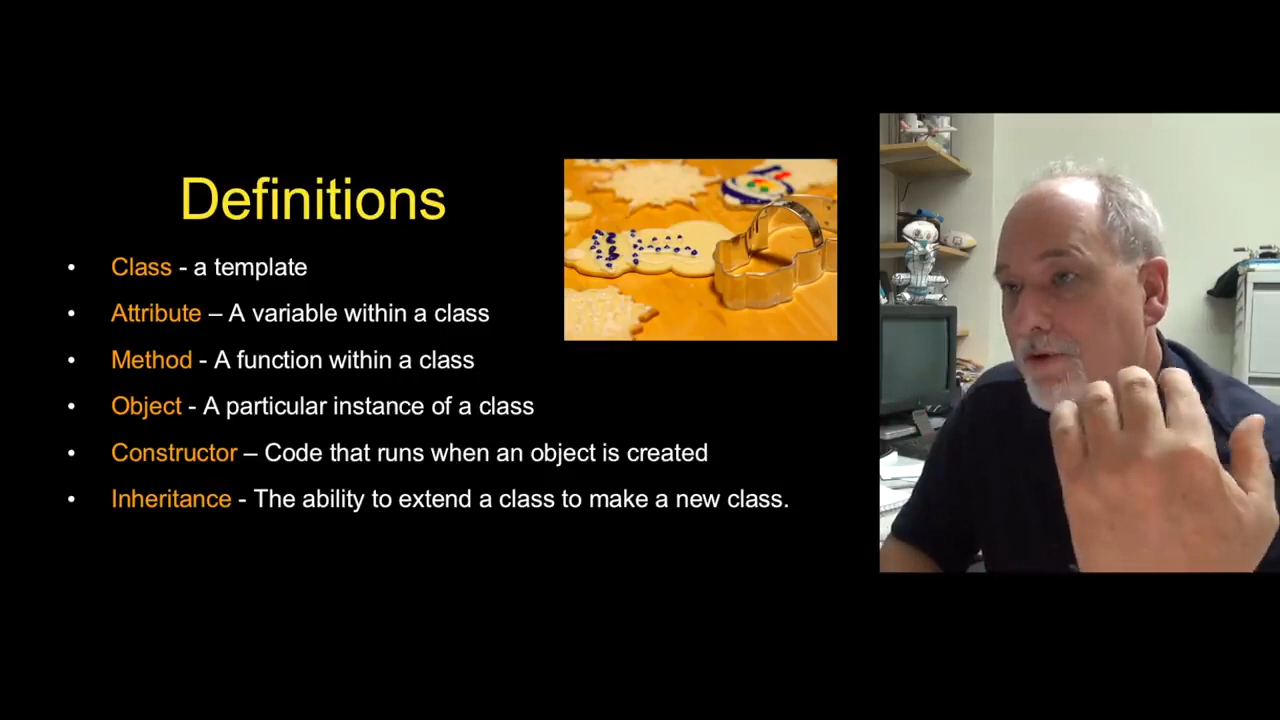 Definitions
• Class - a template
• Attribute – A variable within a class
• Method - A function within a class
• Object - A particular instance of a class
• Constructor – Code that runs when an object is created
• Inheritance - The ability to extend a class to make a new class.